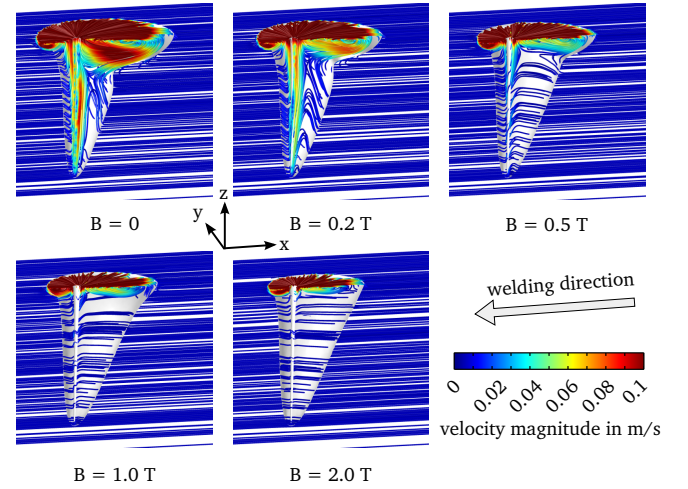 B = 0
B = 0.2 T
B = 0.5 T
z
y
x
welding direction
0
0.02
0.04
0.06
0.08
0.1
velocity magnitude in m/s
B = 1.0 T
B = 2.0 T